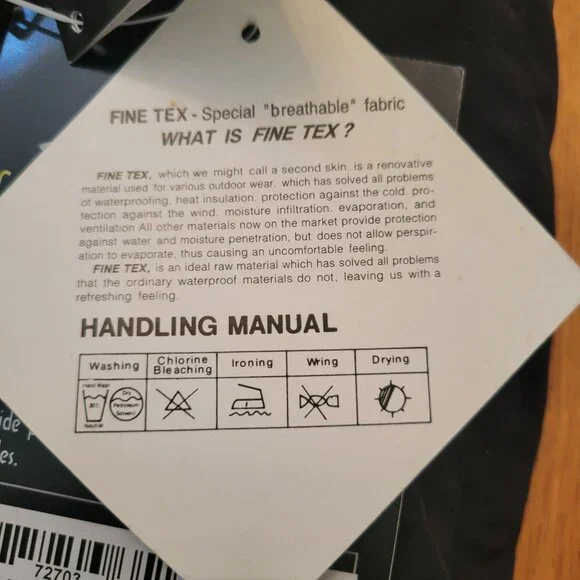 FINE TEX - Special "breathable" fabric
WHAT IS FINE TEX ?
FINE TEX, which we might call a second skin. is a renovative
material used for various outdoor wear. which has solved all problems
of waterproofing. heat insulation. protection against the cold. pro-
tection against the wind. moisture infiltration. evaporation, and
ventilation All other materials now on the market provide protection
against water and moisture penetration, but does not allow perspir-
ation to evaporate, thus causing an uncomfortable feeling.
FINE TEX, is an ideal raw material which has solved all problems
that the ordinary waterproof materials do not, leaving us with a
refreshing feeling.
HANDLING MANUAL
Washing Chlorine Bleaching Ironing Wring Drying
Hand Wash
30°C
Neutral
Dry
Petroleum
Solvent
ide
es.
72703